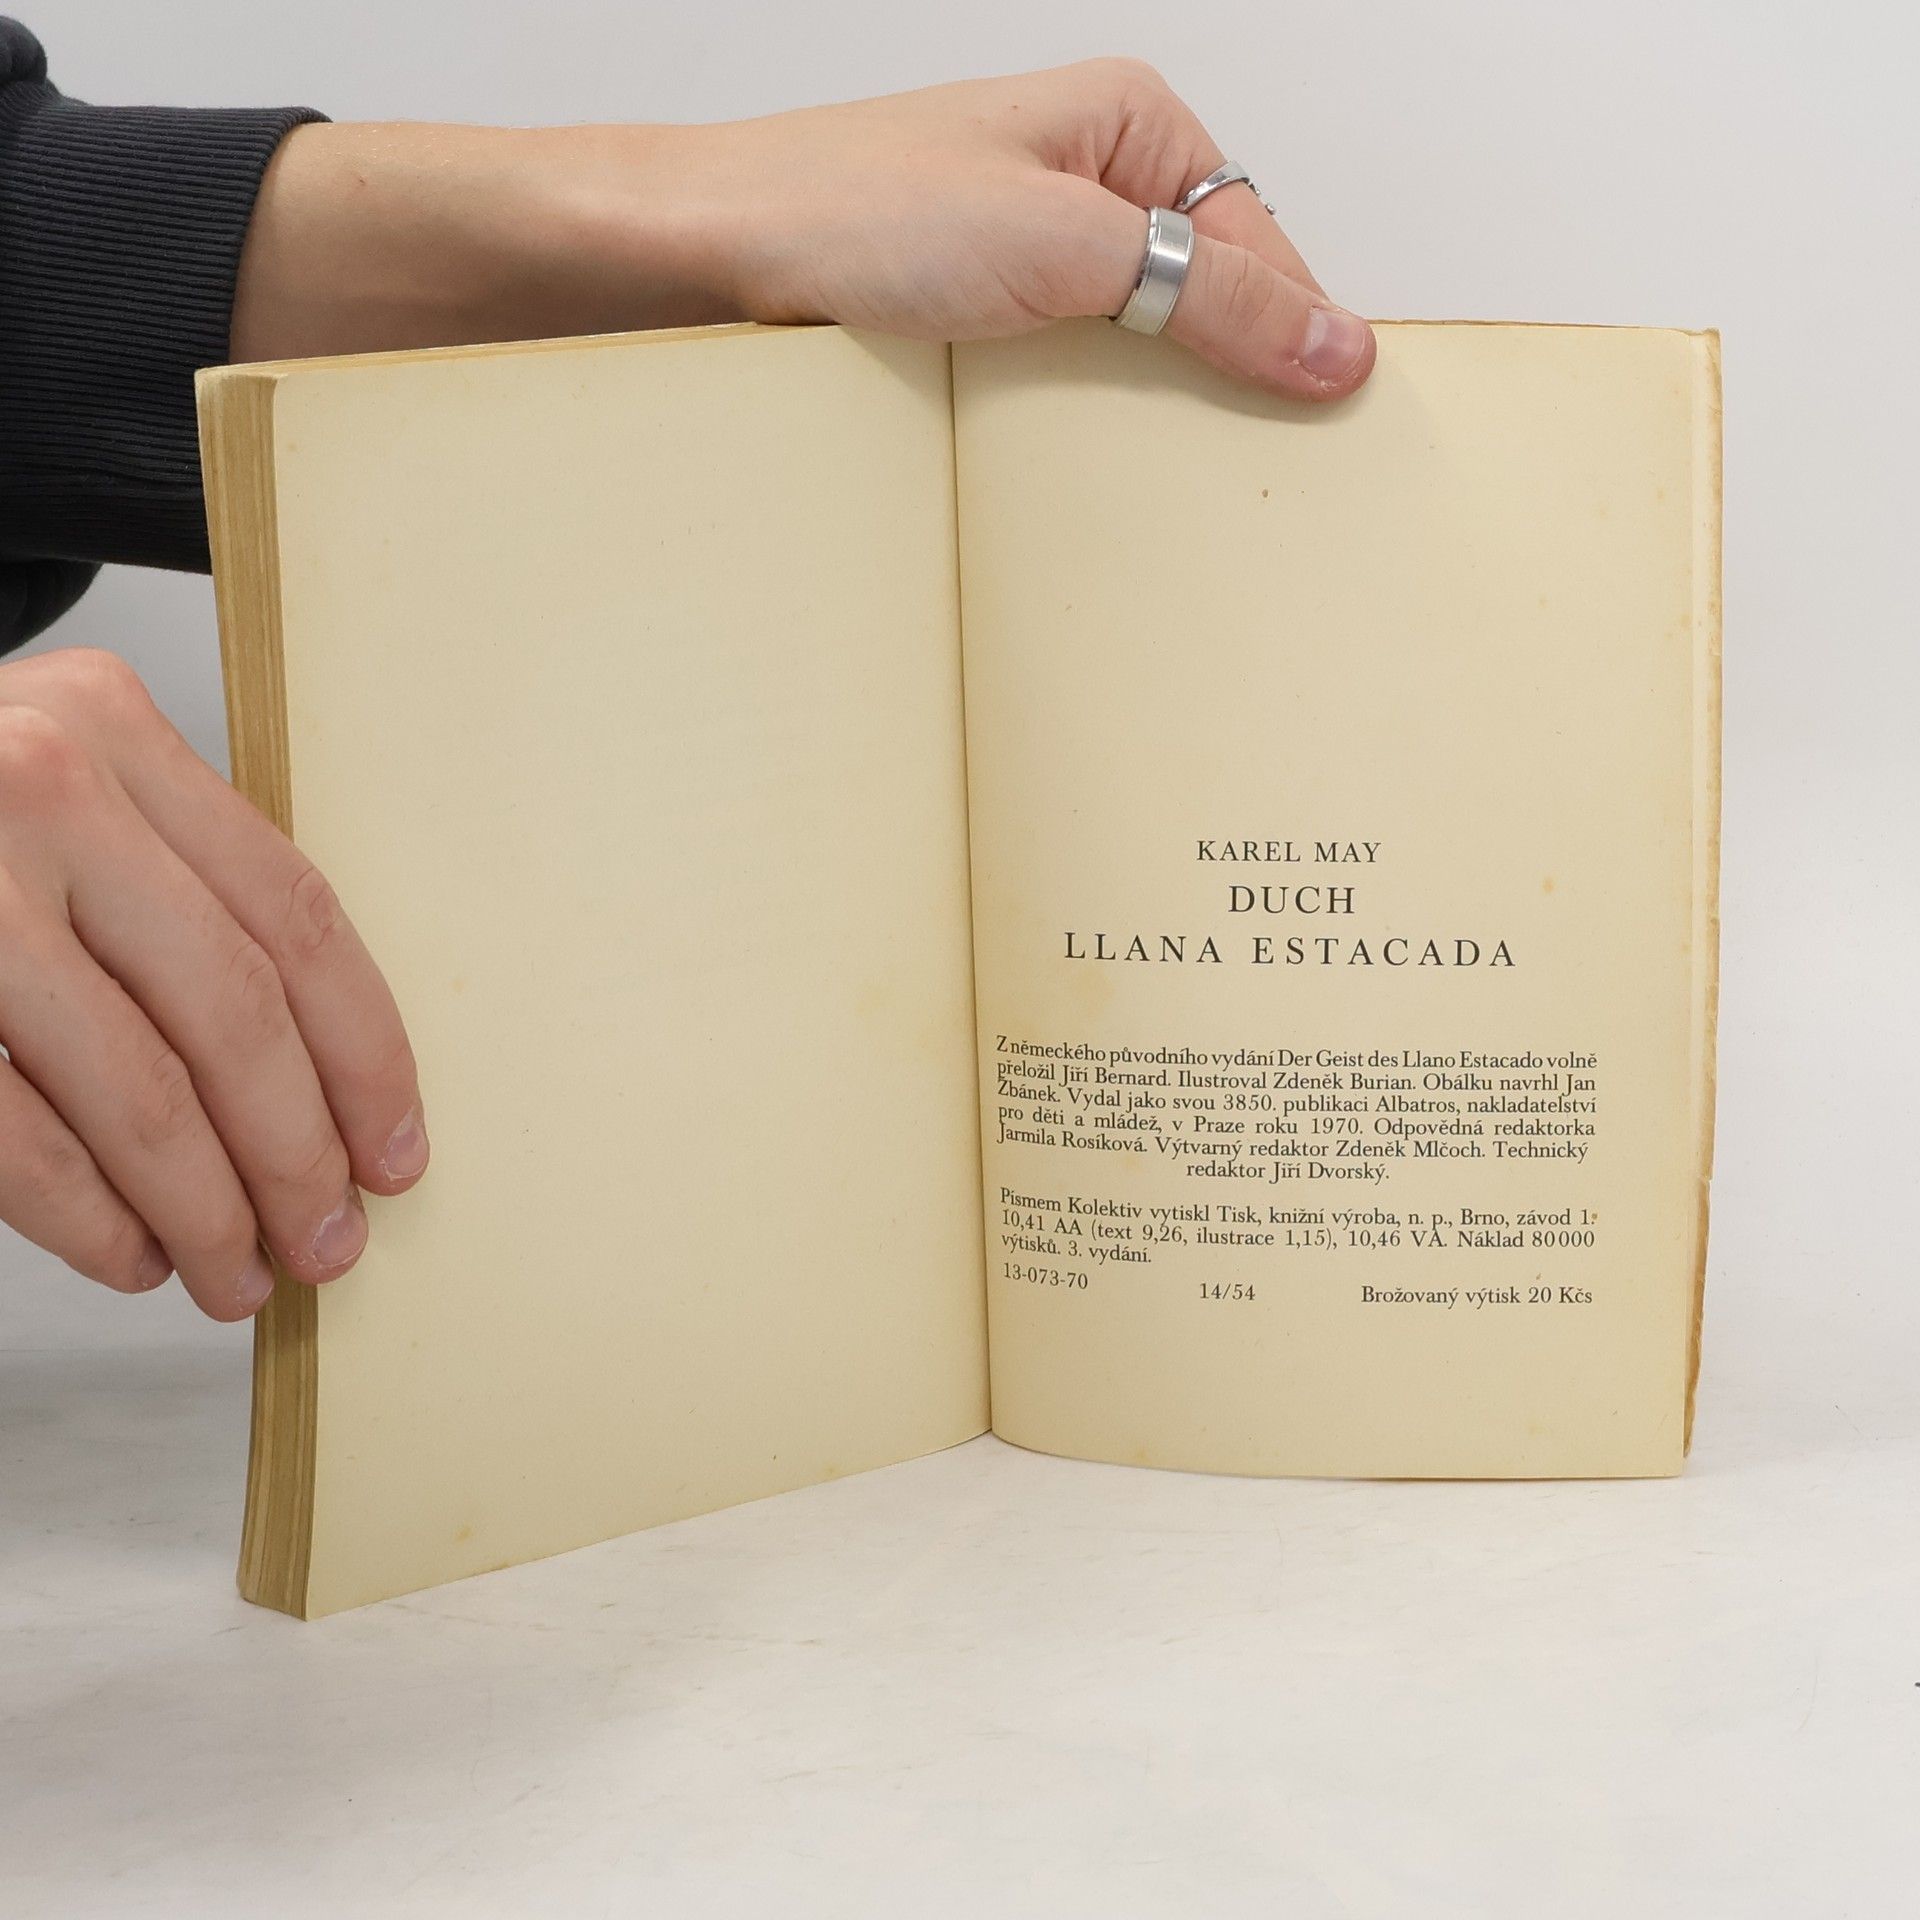 KAREL MAY
DUCH
LLANA ESTACADA
Z německého původního vydání Der Geist des Llano Estacado volně
přeložil Jiří Bernard. Ilustroval Zdeněk Burian. Obálku navrhl Jan
Žbánek. Vydal jako svou 3850. publikaci Albatros, nakladatelství
pro děti a mládež, v Praze roku 1970. Odpovědná redaktorka
Jarmila Rosíková. Výtvarný redaktor Zdeněk Mlčoch. Technický
redaktor Jiří Dvorský.
Písmem Kolektiv vytiskl Tisk, knižní výroba, n. p., Brno, závod 1.
10,41 AA (text 9,26, ilustrace 1,15), 10,46 VA. Náklad 80000
výtisků. 3. vydání.
13-073-70 14/54 Brožovaný výtisk 20 Kčs